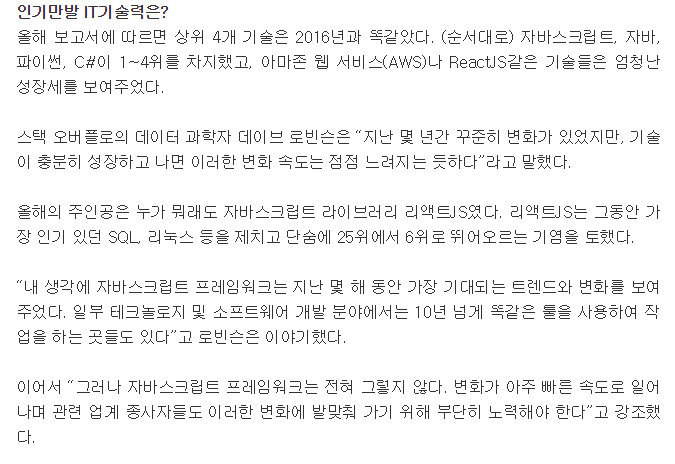 인기만발 IT기술력은?
올해 보고서에 따르면 상위 4개 기술은 2016년과 똑같았다. (순서대로) 자바스크립트, 자바,
파이썬, C#이 1~4위를 차지했고, 아마존 웹 서비스(AWS)나 ReactJS같은 기술들은 엄청난
성장세를 보여주었다.
스택 오버플로의 데이터 과학자 데이브 로빈슨은 “지난 몇 년간 꾸준히 변화가 있었지만, 기술
이 충분히 성장하고 나면 이러한 변화 속도는 점점 느려지는 듯하다”라고 말했다.
올해의 주인공은 누가 뭐래도 자바스크립트 라이브러리 리액트JS였다. 리액트JS는 그동안 가
장 인기 있던 SQL, 리눅스 등을 제치고 단숨에 25위에서 6위로 뛰어오르는 기염을 토했다.
“내 생각에 자바스크립트 프레임워크는 지난 몇 해 동안 가장 기대되는 트렌드와 변화를 보여
주었다. 일부 테크놀로지 및 소프트웨어 개발 분야에서는 10년 넘게 똑같은 툴을 사용하여 작
업을 하는 곳들도 있다”고 로빈슨은 이야기했다.
이어서 “그러나 자바스크립트 프레임워크는 전혀 그렇지 않다. 변화가 아주 빠른 속도로 일어
나며 관련 업계 종사자들도 이러한 변화에 발맞춰 가기 위해 부단히 노력해야 한다”고 강조했
다.